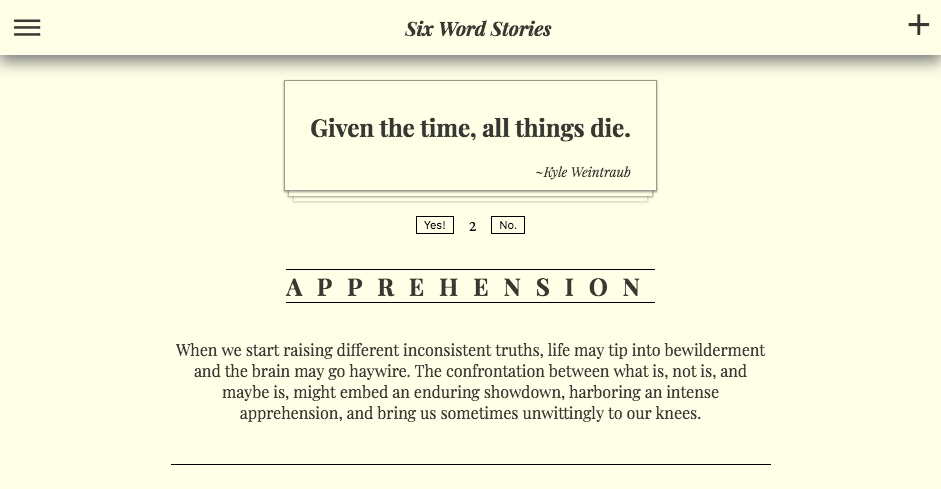 Six Word Stories
Given the time, all things die.
~Kyle Weintraub
Yes! 2 No.
APPREHENSION
When we start raising different inconsistent truths, life may tip into bewilderment
and the brain may go haywire. The confrontation between what is, not is, and
maybe is, might embed an enduring showdown, harboring an intense
apprehension, and bring us sometimes unwittingly to our knees.